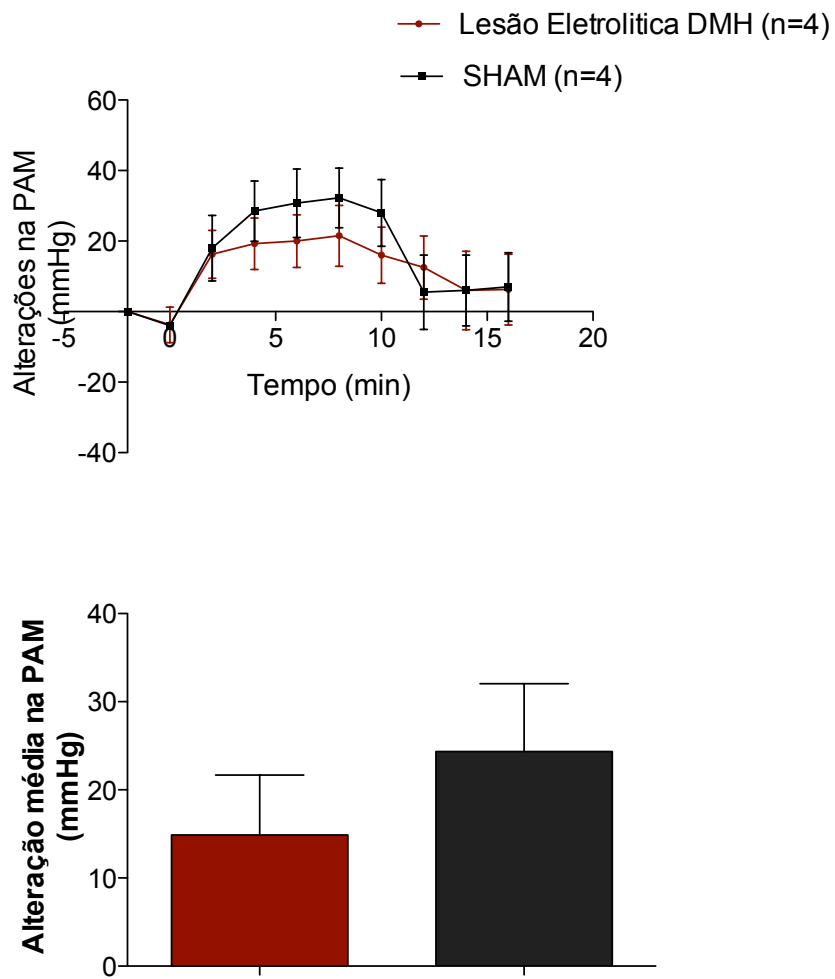 Lesão Eletrolitica DMH (n=4)
SHAM (n=4)
Alterações na PAM
(mmHg)
60
40
20
-20
-40
-5
0
5
10
15
20
Tempo (min)
Alteração média na PAM
(mmHg)
40
30
20
10
0